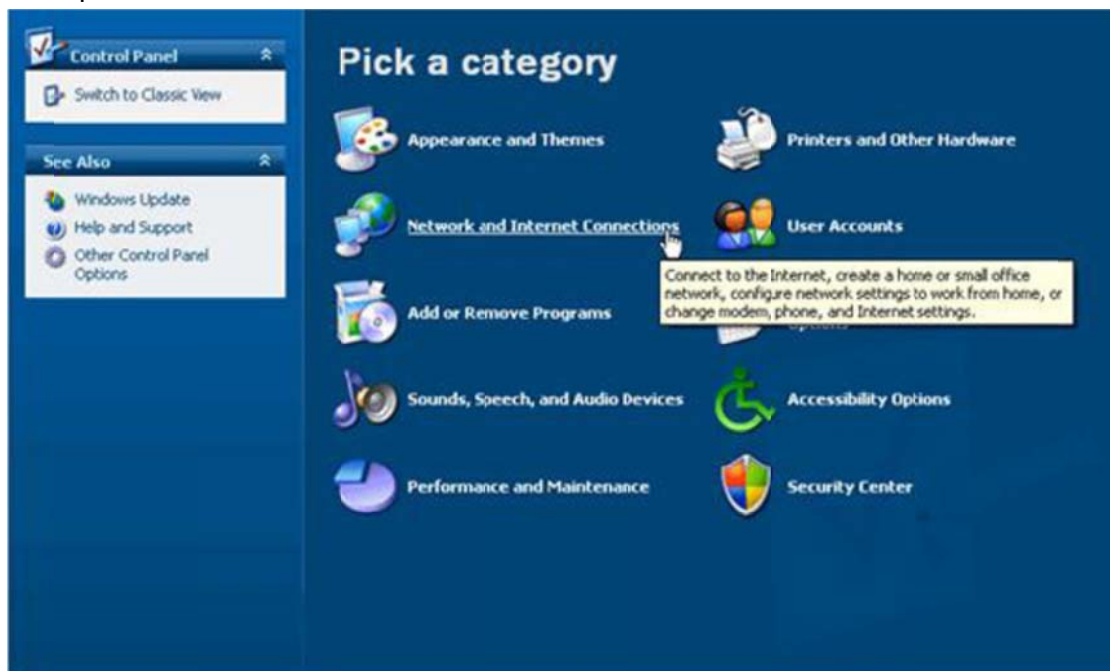 Control Panel
Switch to Classic View
See Also
Windows Update
Help and Support
Other Control Panel
Options
Pick a category
Appearance and Themes
Printers and Other Hardware
Network and Internet Connections
User Accounts
Connect to the Internet, create a home or small office
network, configure network settings to work from home, or
change modem, phone, and Internet settings.
Add or Remove Programs
Sounds, Speech, and Audio Devices
Accessibility Options
Performance and Maintenance
Security Center